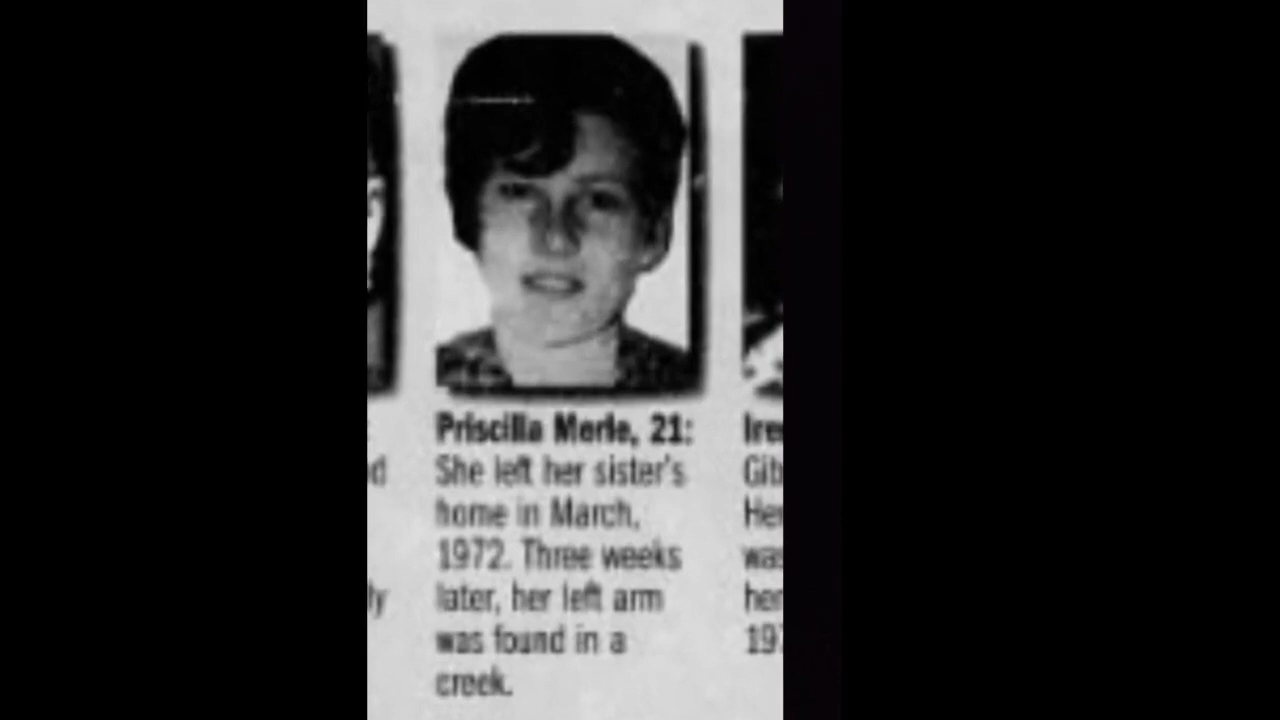 Priscilla Merle, 21:
She left her sister's
home in March,
1972. Three weeks
later, her left arm
was found in a
creek.